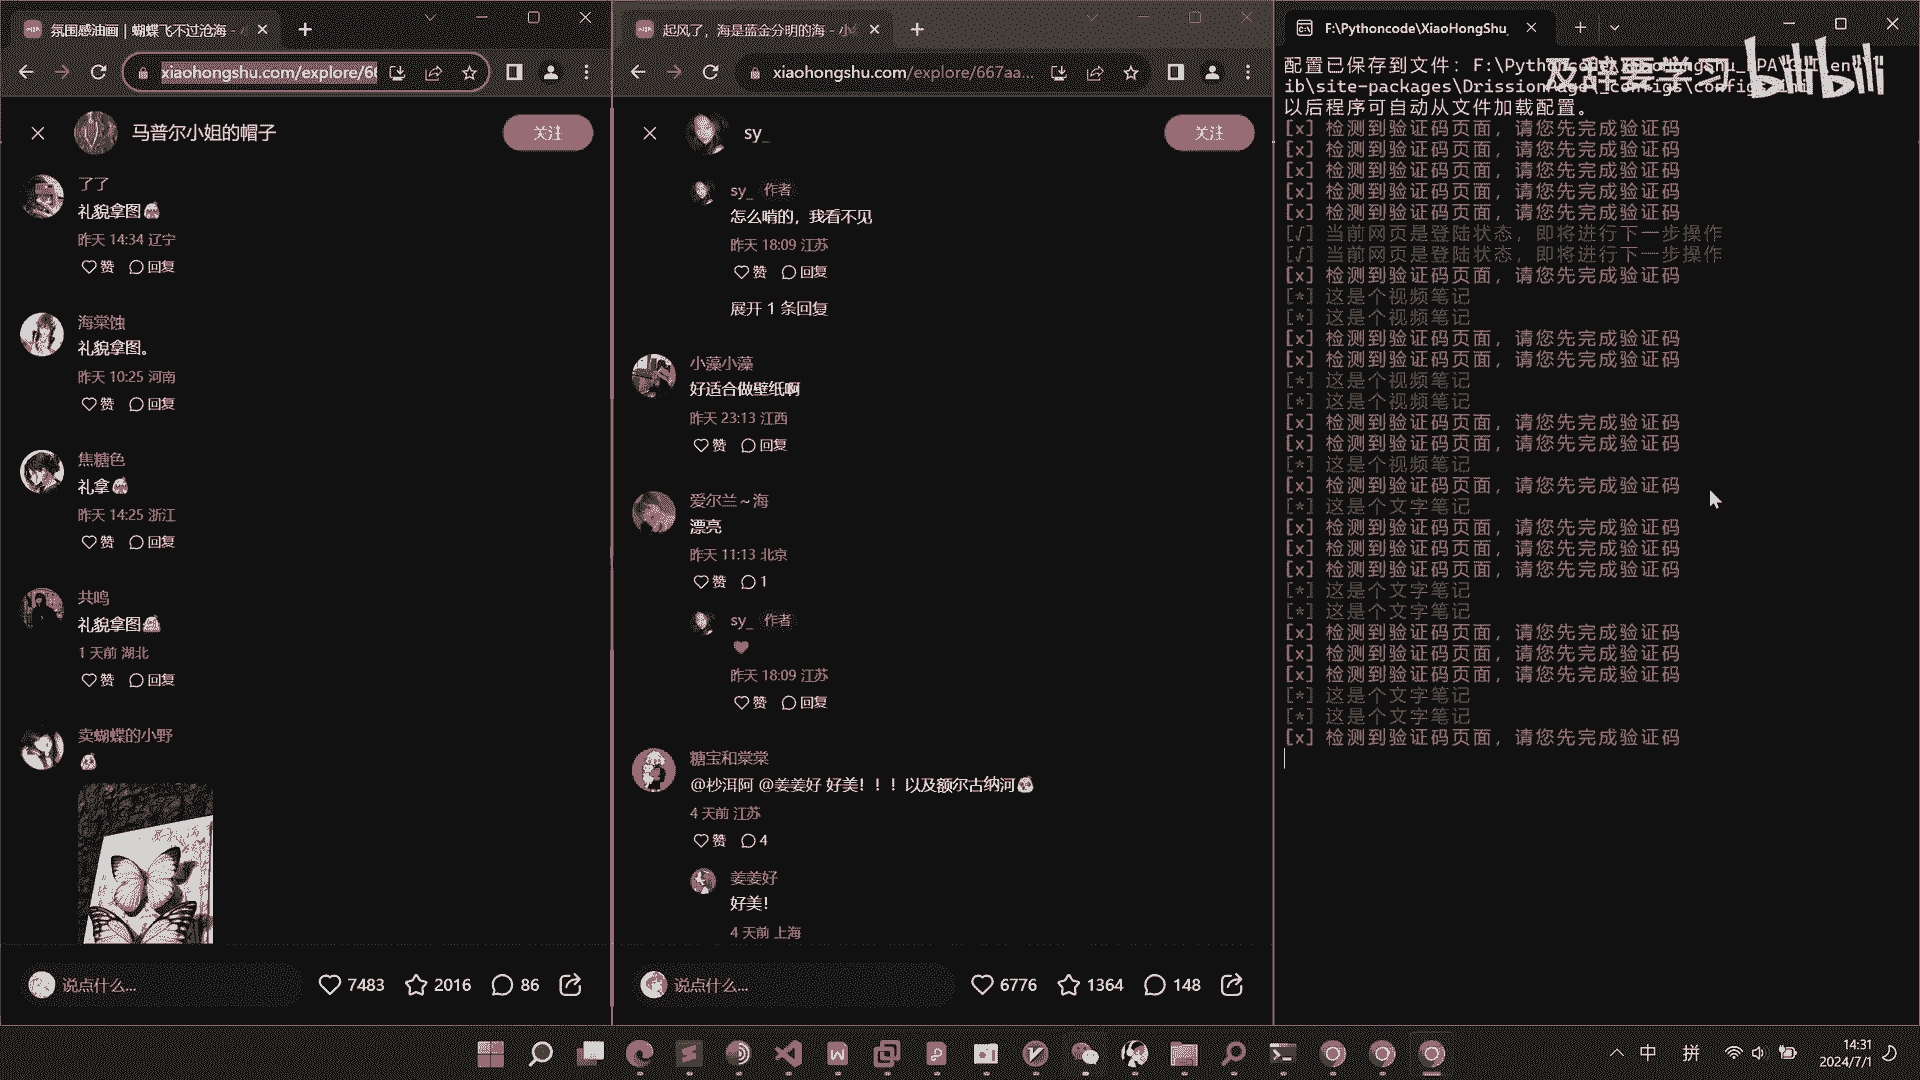 氛围感油画 | 蝴蝶飞不过沧海 -
xiaohongshu.com/explore/6
马普尔小姐的帽子
关注
了了
礼貌拿图
昨天 14:34 辽宁
赞 回复
海棠蚀
礼貌拿图。
昨天 10:25 河南
赞 回复
焦糖色
礼拿
昨天 14:25 浙江
赞 回复
共鸣
礼貌拿图
1 天前 湖北
赞 回复
卖蝴蝶的小野
说点什么...
7483 2016 86
起风了，海是蓝金分明的海 - 小
xiaohongshu.com/explore/667aa...
sy_
关注
sy_ 作者
怎么啃的，我看不见
昨天 18:09 江苏
赞 回复
展开 1 条回复
小藻小藻
好适合做壁纸啊
昨天 23:13 江西
赞 回复
爱尔兰～海
漂亮
昨天 11:13 北京
赞 1
sy_ 作者
昨天 18:09 江苏
赞 回复
糖宝和棠棠
@杪洱阿 @姜姜好 好美！！！以及额尔古纳河
4 天前 江苏
赞 4
姜姜好
好美！
4 天前 上海
说点什么...
6776 1364 148
F:\Pythoncode\XiaoHongShu_
及辞要学习 bilibili
配置已保存到文件：F:\Pythoncode\XiaoHongShu_
ib\site-packages\DrissionPage\_configs\config
以后程序可自动从文件加载配置。
[x] 检测到验证码页面，请您先完成验证码
[x] 检测到验证码页面，请您先完成验证码
[x] 检测到验证码页面，请您先完成验证码
[x] 检测到验证码页面，请您先完成验证码
[x] 检测到验证码页面，请您先完成验证码
[√] 当前网页是登陆状态，即将进行下一步操作
[√] 当前网页是登陆状态，即将进行下一步操作
[x] 检测到验证码页面，请您先完成验证码
[*] 这是个视频笔记
[*] 这是个视频笔记
[x] 检测到验证码页面，请您先完成验证码
[x] 检测到验证码页面，请您先完成验证码
[*] 这是个视频笔记
[*] 这是个视频笔记
[x] 检测到验证码页面，请您先完成验证码
[x] 检测到验证码页面，请您先完成验证码
[*] 这是个视频笔记
[x] 检测到验证码页面，请您先完成验证码
[*] 这是个文字笔记
[x] 检测到验证码页面，请您先完成验证码
[x] 检测到验证码页面，请您先完成验证码
[x] 检测到验证码页面，请您先完成验证码
[*] 这是个文字笔记
[*] 这是个文字笔记
[x] 检测到验证码页面，请您先完成验证码
[x] 检测到验证码页面，请您先完成验证码
[x] 检测到验证码页面，请您先完成验证码
[*] 这是个文字笔记
[*] 这是个文字笔记
[x] 检测到验证码页面，请您先完成验证码
中 拼
14:31
2024/7/1